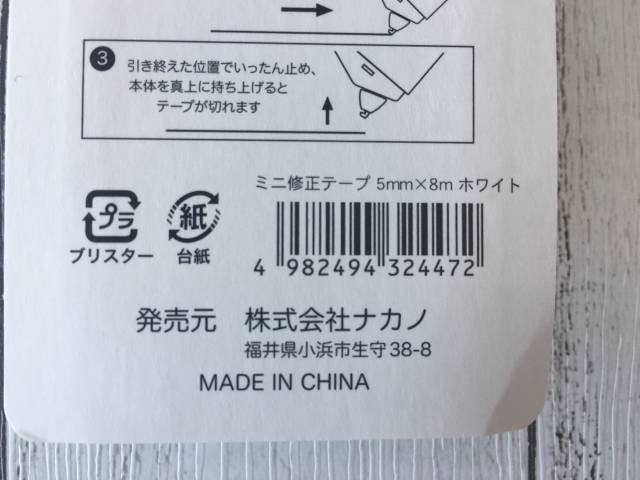 3
引き終えた位置でいったん止め、
本体を真上に持ち上げると
テープが切れます
ミニ修正テープ 5mm×8m ホワイト
プラ
紙
ブリスター
台紙
4 982494 324472
発売元 株式会社ナカノ
福井県小浜市生守38-8
MADE IN CHINA